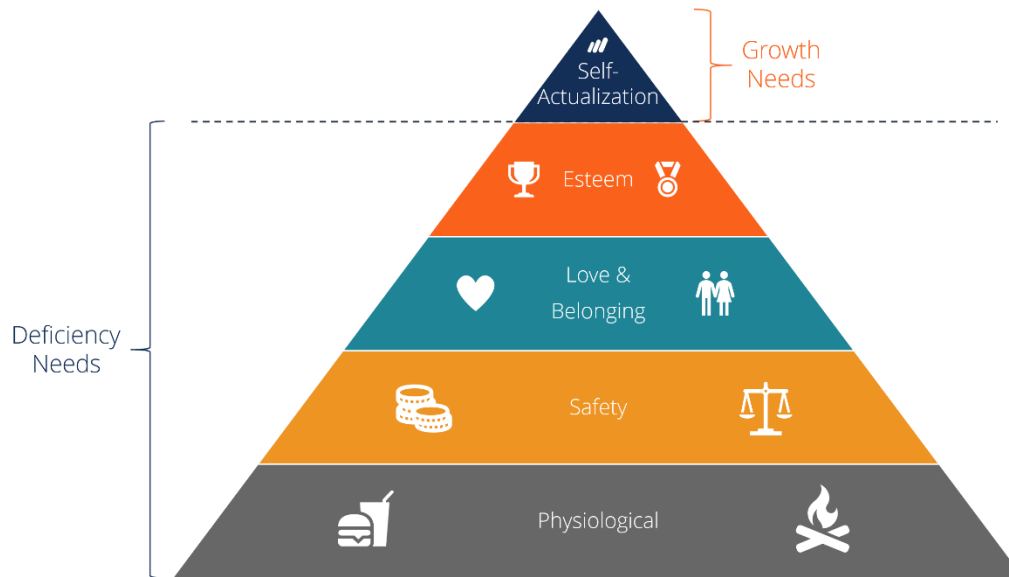 Self-
Actualization
Growth
Needs
Esteem
Love &
Belonging
Deficiency
Needs
Safety
Physiological